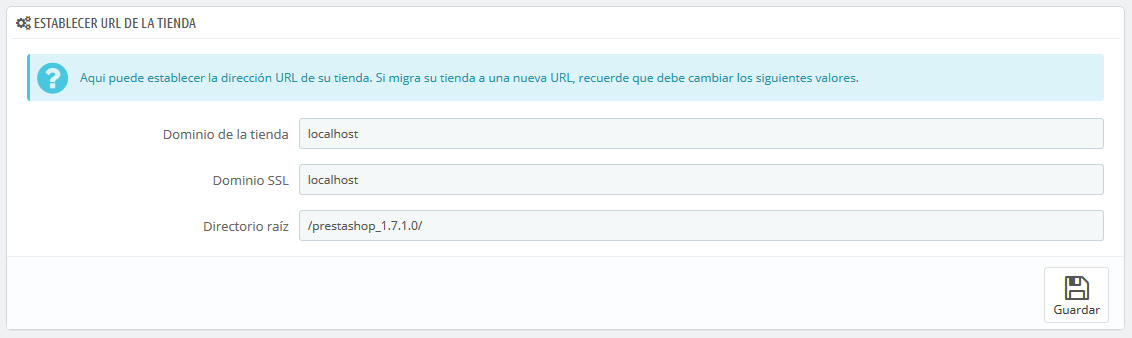 ESTABLECER URL DE LA TIENDA
Aqui puede establecer la dirección URL de su tienda. Si migra su tienda a una nueva URL, recuerde que debe cambiar los siguientes valores.
Dominio de la tienda localhost
Dominio SSL localhost
Directorio raíz /prestashop_1.7.1.0/
Guardar